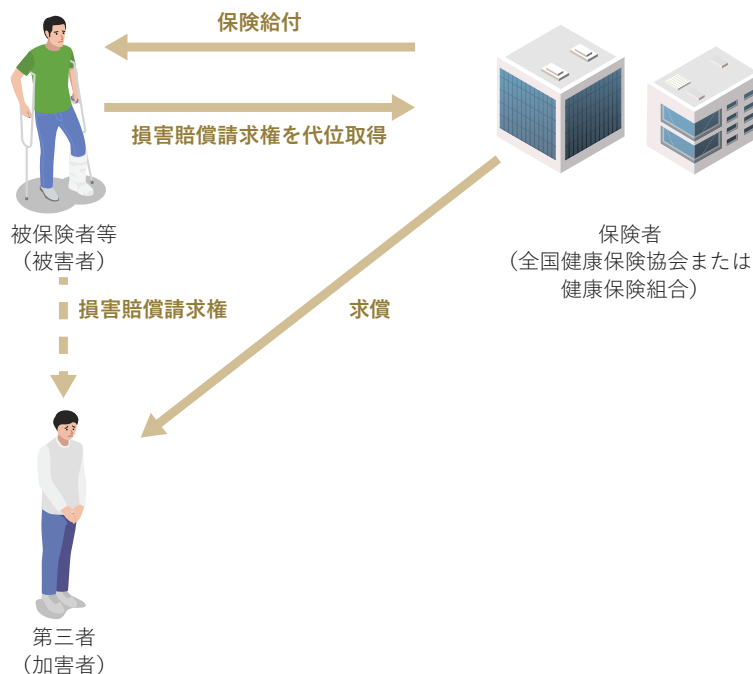 保険給付
損害賠償請求権を代位取得
被保険者等
（被害者）
保険者
（全国健康保険協会または
健康保険組合）
損害賠償請求権
求償
第三者
（加害者）